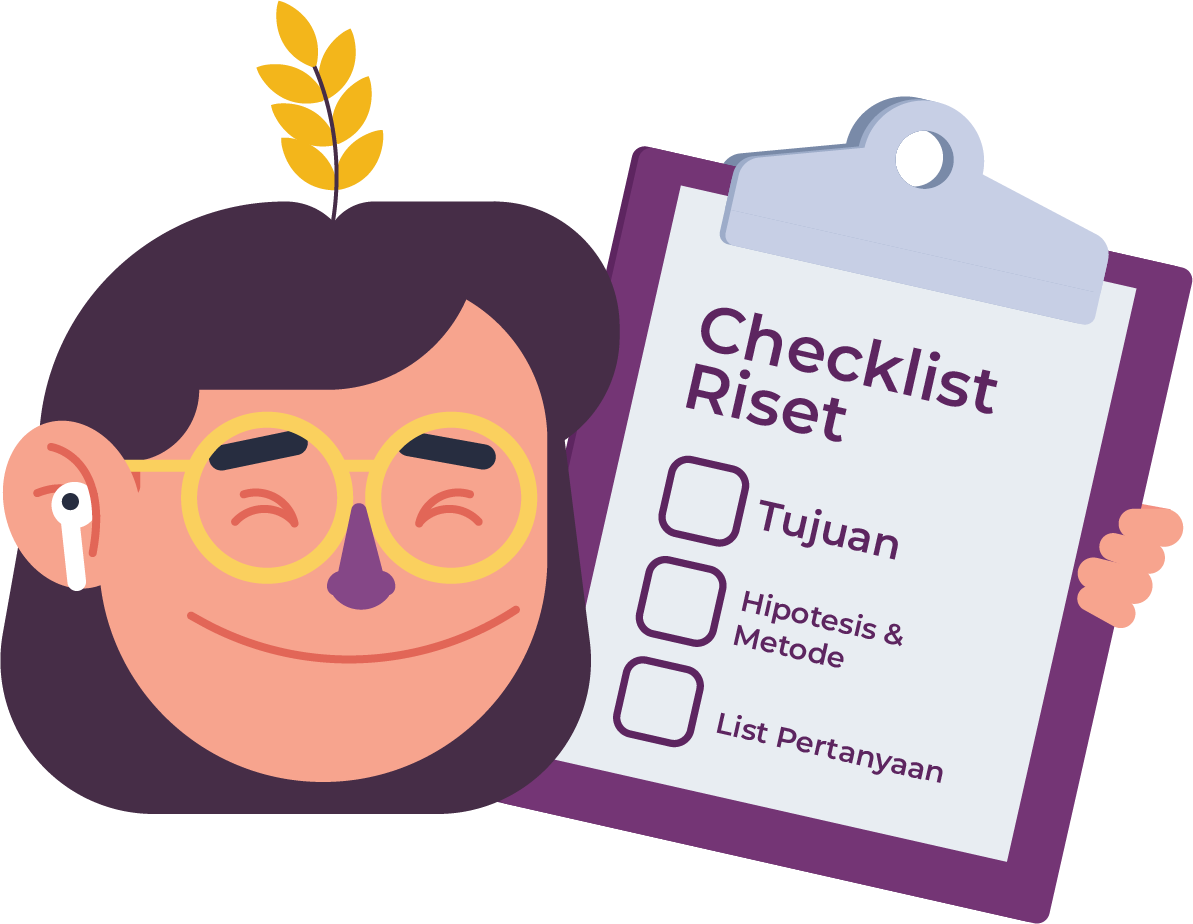 Checklist
Riset
Tujuan
Hipotesis &
Metode
List Pertanyaan